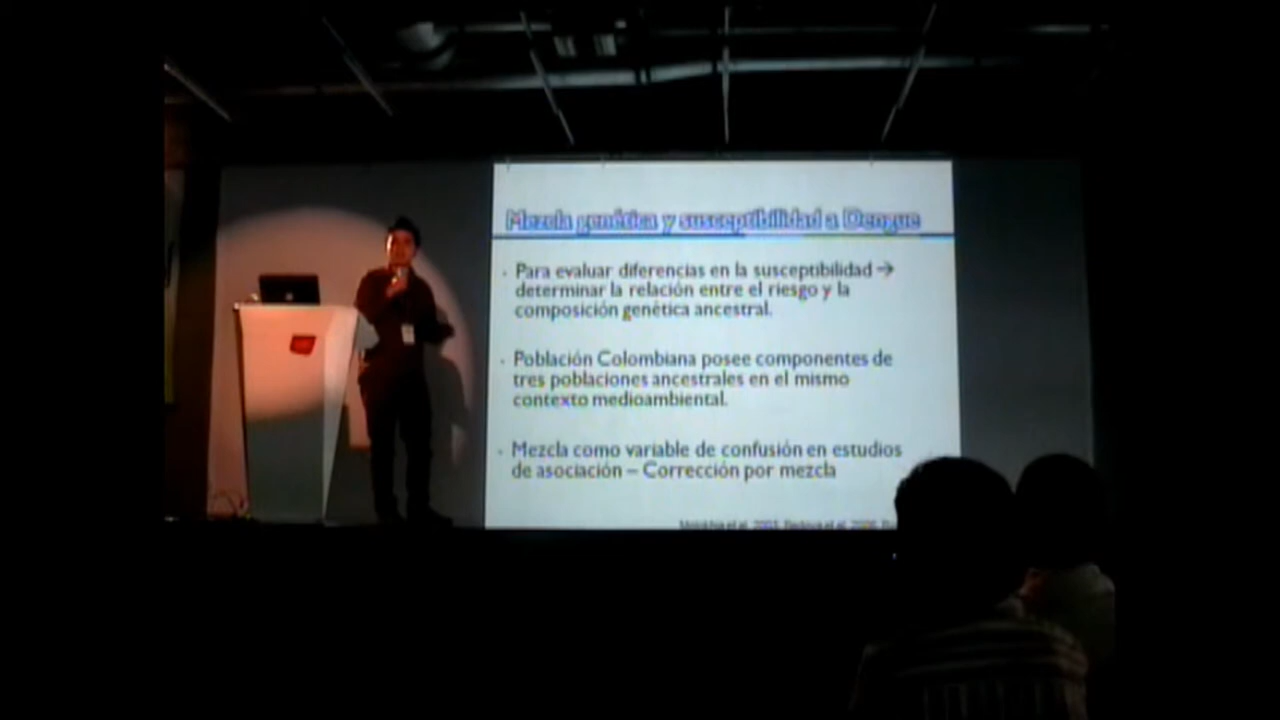 Mezcla genética y susceptibilidad a Dengue
· Para evaluar diferencias en la susceptibilidad →
determinar la relación entre el riesgo y la
composición genética ancestral.
· Población Colombiana posee componentes de
tres poblaciones ancestrales en el mismo
contexto medioambiental.
· Mezcla como variable de confusión en estudios
de asociación – Corrección por mezcla